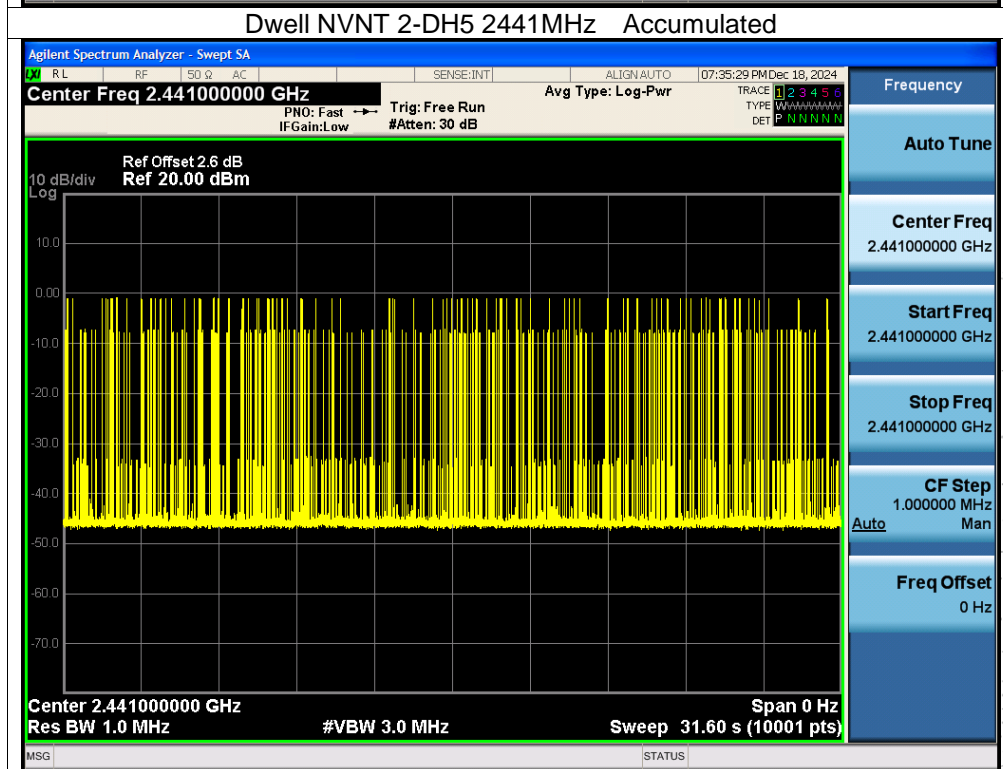 Dwell NVNT 2-DH5 2441MHz Accumulated
Agilent Spectrum Analyzer - Swept SA
LXI RL RF 50 Ω AC SENSE:INT ALIGN AUTO 07:35:29 PM Dec 18, 2024
Center Freq 2.441000000 GHz
PNO: Fast
IFGain:Low
Trig: Free Run
#Atten: 30 dB
Avg Type: Log-Pwr
TRACE 1 2 3 4 5 6
TYPE
DET P N N N N N
Frequency
Auto Tune
Center Freq
2.441000000 GHz
Start Freq
2.441000000 GHz
Stop Freq
2.441000000 GHz
CF Step
1.000000 MHz
Auto Man
Freq Offset
0 Hz
Ref Offset 2.6 dB
10 dB/div Ref 20.00 dBm
Log
10.0
0.00
-10.0
-20.0
-30.0
-40.0
-50.0
-60.0
-70.0
Center 2.441000000 GHz Span 0 Hz
Res BW 1.0 MHz #VBW 3.0 MHz Sweep 31.60 s (10001 pts)
MSG STATUS